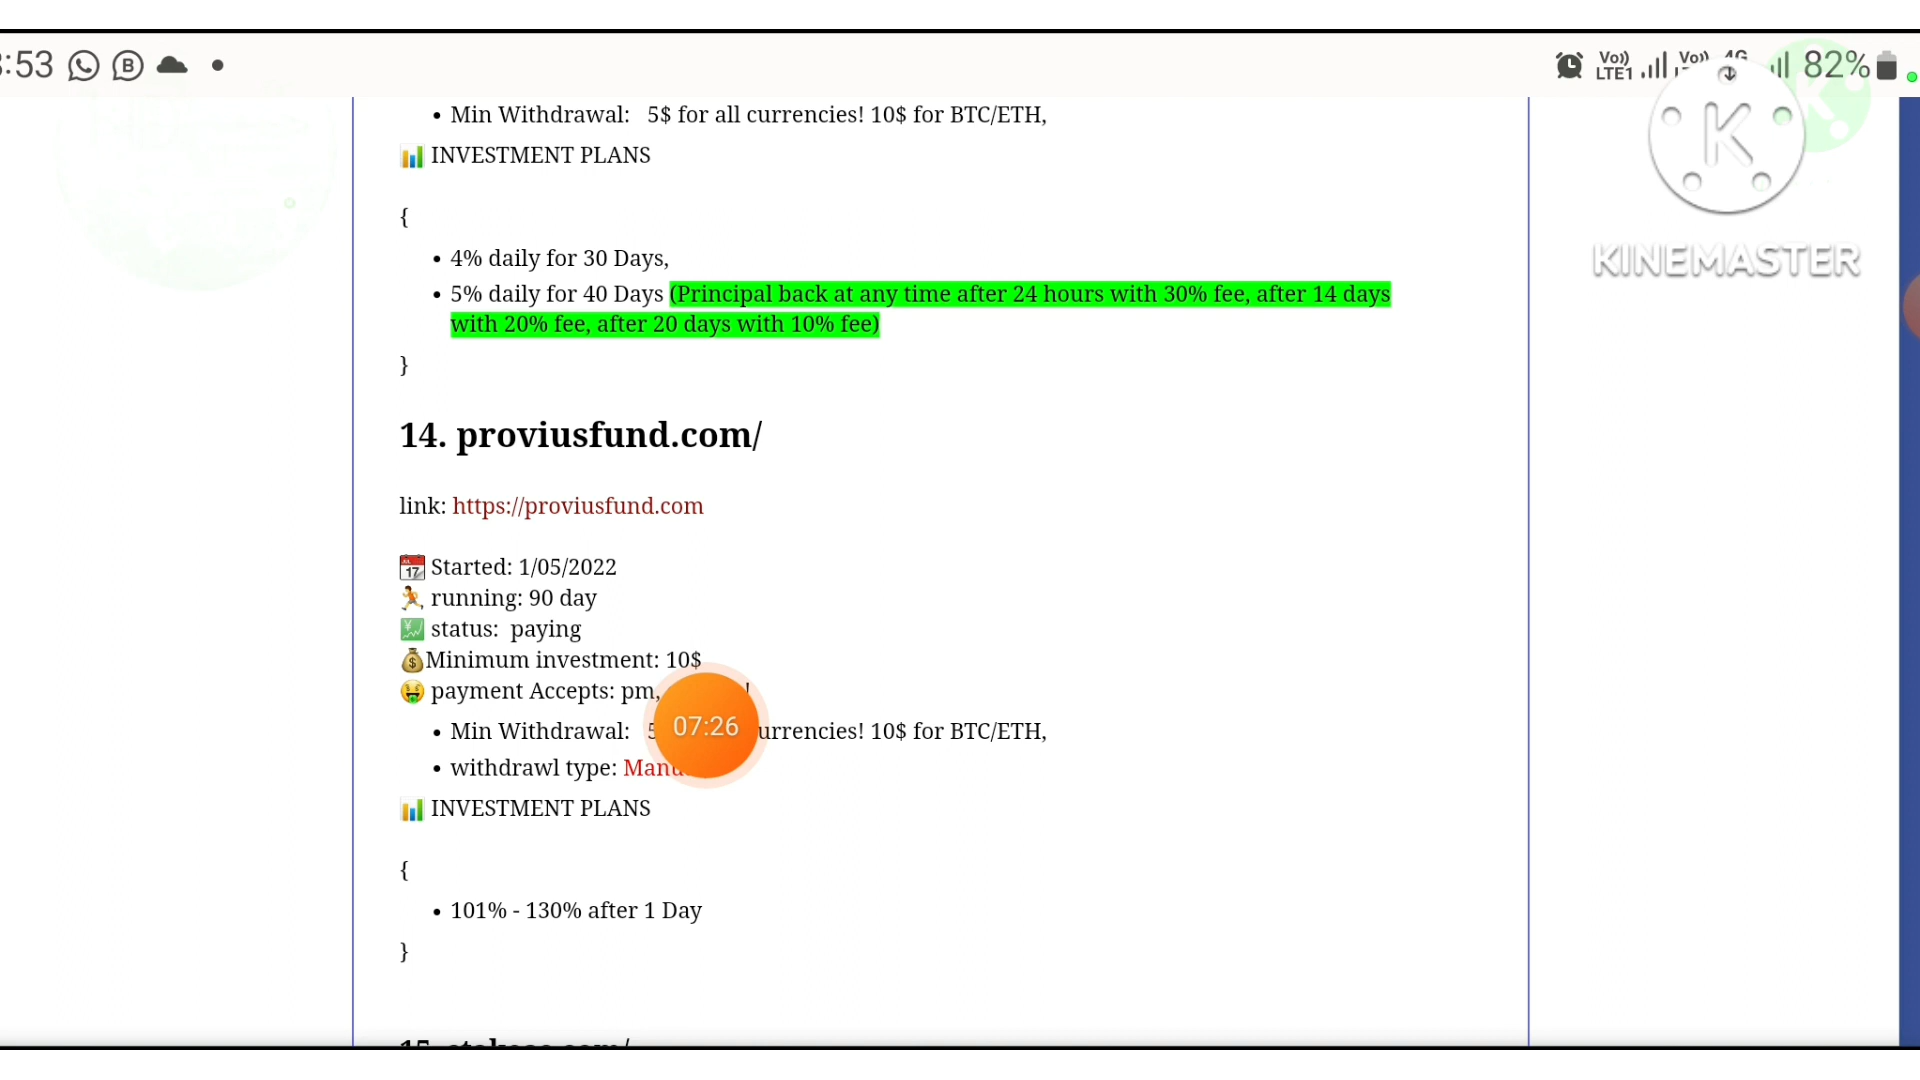 :53
82%
Vo)) LTE1
4G
K
KINEMASTER
• Min Withdrawal: 5$ for all currencies! 10$ for BTC/ETH,
📊 INVESTMENT PLANS
{
• 4% daily for 30 Days,
• 5% daily for 40 Days (Principal back at any time after 24 hours with 30% fee, after 14 days
with 20% fee, after 20 days with 10% fee)
}
14. proviusfund.com/
link: https://proviusfund.com
📅 Started: 1/05/2022
🏃 running: 90 day
💹 status: paying
💰Minimum investment: 10$
🤑 payment Accepts: pm,
• Min Withdrawal: 5 urrencies! 10$ for BTC/ETH,
07:26
• withdrawl type:
📊 INVESTMENT PLANS
{
• 101% - 130% after 1 Day
}